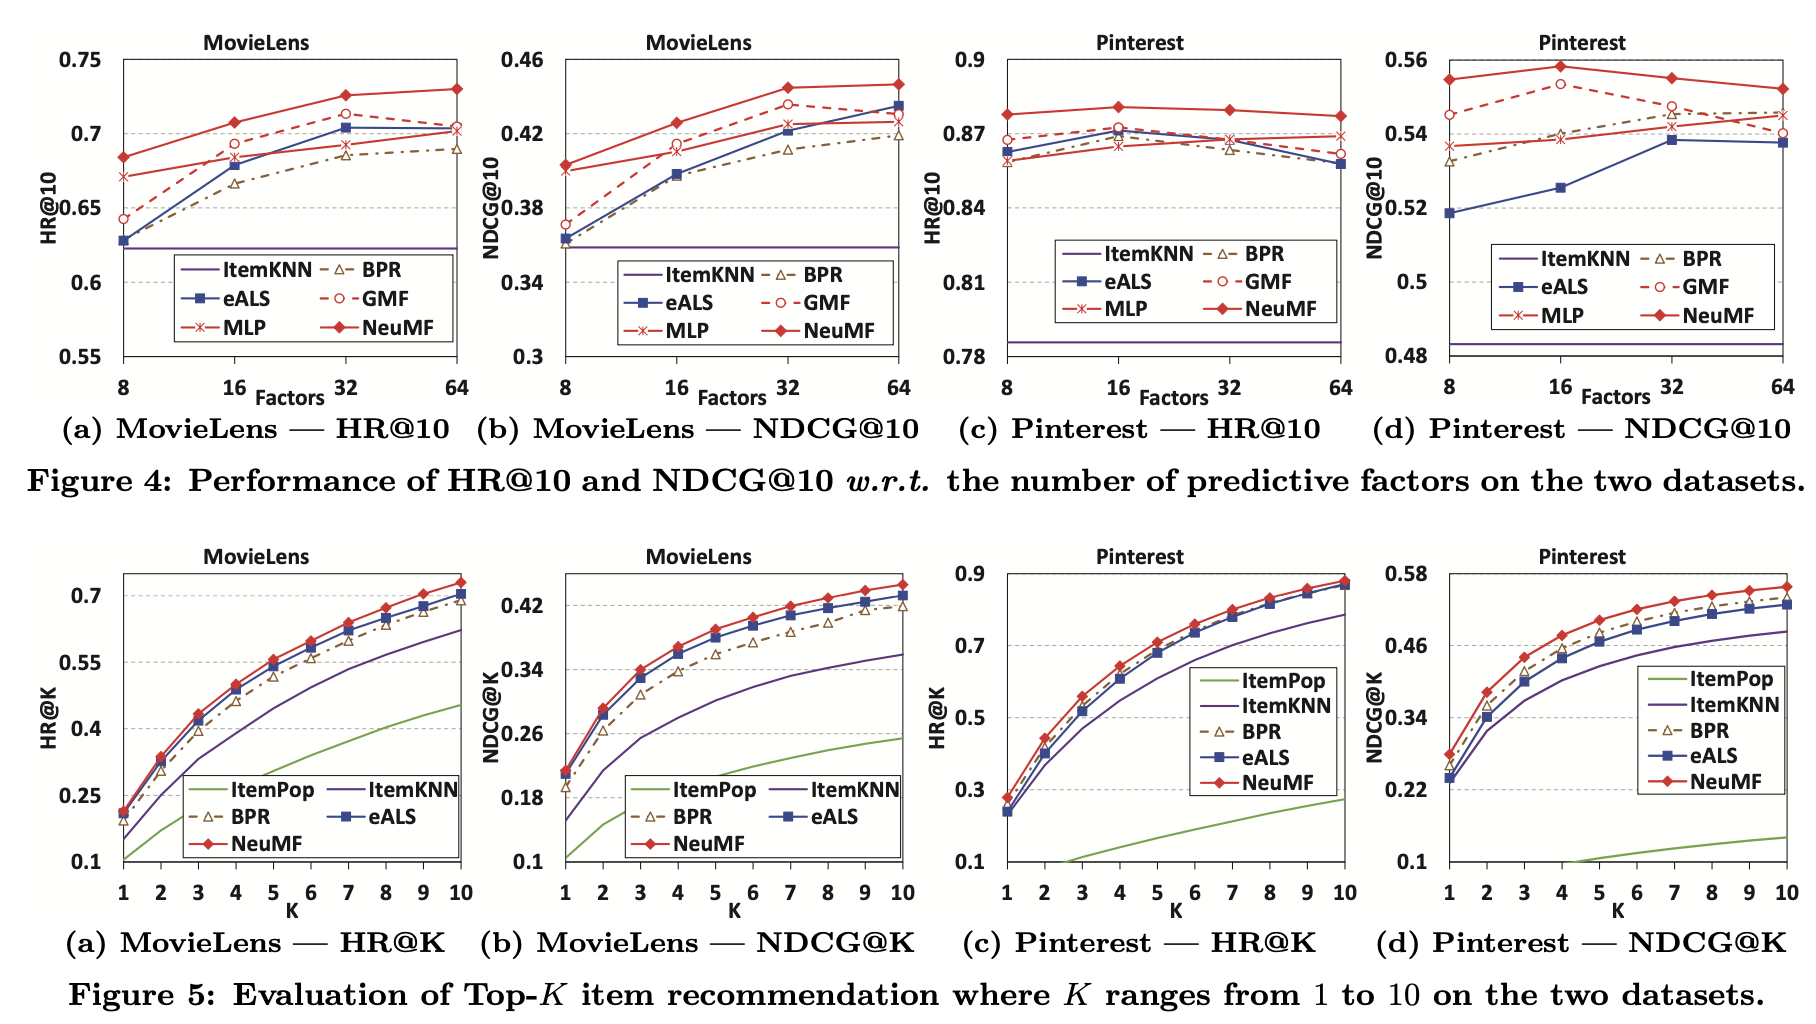 MovieLens
0.75
0.7
0.65
0.6
0.55
HR@10
8 16 32 64
Factors
ItemKNN BPR
eALS GMF
MLP NeuMF
(a) MovieLens — HR@10
MovieLens
0.46
0.42
0.38
0.34
0.3
NDCG@10
8 16 32 64
Factors
ItemKNN BPR
eALS GMF
MLP NeuMF
(b) MovieLens — NDCG@10
Pinterest
0.9
0.87
0.84
0.81
0.78
HR@10
8 16 32 64
Factors
ItemKNN BPR
eALS GMF
MLP NeuMF
(c) Pinterest — HR@10
Pinterest
0.56
0.54
0.52
0.5
0.48
NDCG@10
8 16 32 64
Factors
ItemKNN BPR
eALS GMF
MLP NeuMF
(d) Pinterest — NDCG@10
Figure 4: Performance of HR@10 and NDCG@10 w.r.t. the number of predictive factors on the two datasets.
MovieLens
0.7
0.55
0.4
0.25
0.1
HR@K
1 2 3 4 5 6 7 8 9 10
K
ItemPop ItemKNN
BPR eALS
NeuMF
(a) MovieLens — HR@K
MovieLens
0.42
0.34
0.26
0.18
0.1
NDCG@K
1 2 3 4 5 6 7 8 9 10
K
ItemPop ItemKNN
BPR eALS
NeuMF
(b) MovieLens — NDCG@K
Pinterest
0.9
0.7
0.5
0.3
0.1
HR@K
1 2 3 4 5 6 7 8 9 10
K
ItemPop
ItemKNN
BPR
eALS
NeuMF
(c) Pinterest — HR@K
Pinterest
0.58
0.46
0.34
0.22
0.1
NDCG@K
1 2 3 4 5 6 7 8 9 10
K
ItemPop
ItemKNN
BPR
eALS
NeuMF
(d) Pinterest — NDCG@K
Figure 5: Evaluation of Top-K item recommendation where K ranges from 1 to 10 on the two datasets.